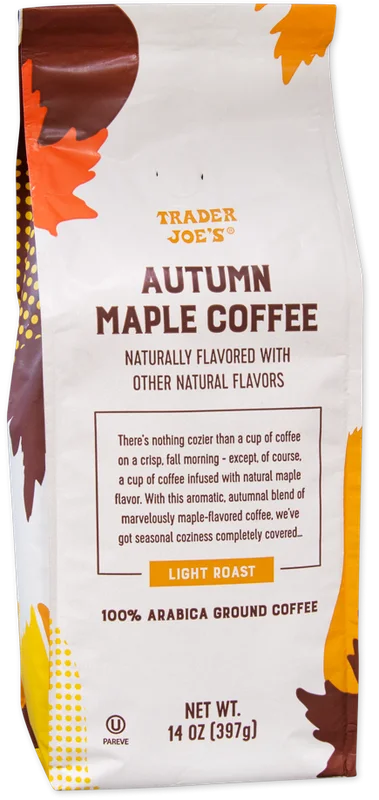 TRADER
JOE'S®
AUTUMN
MAPLE COFFEE
NATURALLY FLAVORED WITH
OTHER NATURAL FLAVORS
There's nothing cozier than a cup of coffee
on a crisp, fall morning - except, of course,
a cup of coffee infused with natural maple
flavor. With this aromatic, autumnal blend of
marvelously maple-flavored coffee, we've
got seasonal coziness completely covered...
LIGHT ROAST
100% ARABICA GROUND COFFEE
U
PAREVE
NET WT.
14 OZ (397g)